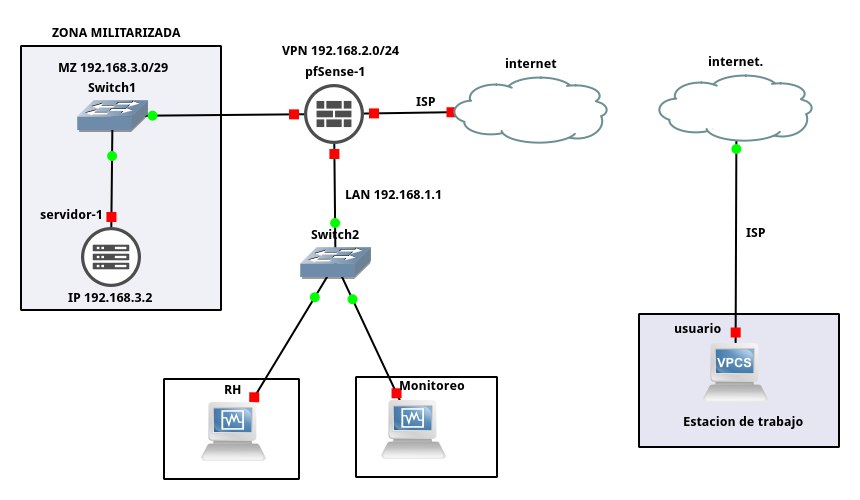 ZONA MILITARIZADA
MZ 192.168.3.0/29
Switch1
servidor-1
IP 192.168.3.2
VPN 192.168.2.0/24
pfSense-1
ISP
internet
LAN 192.168.1.1
Switch2
RH
Monitoreo
internet.
ISP
usuario
VPCS
Estacion de trabajo